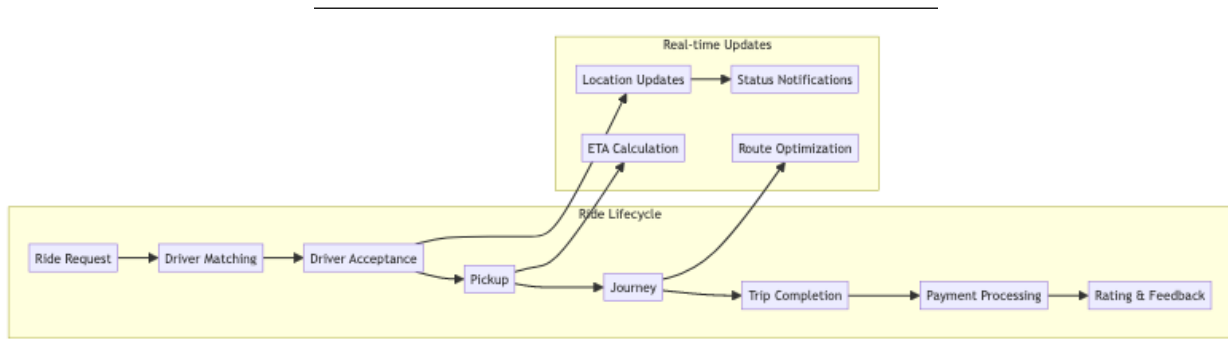 Real-time Updates
Location Updates
Status Notifications
ETA Calculation
Route Optimization
Ride Lifecycle
Ride Request
Driver Matching
Driver Acceptance
Pickup
Journey
Trip Completion
Payment Processing
Rating & Feedback